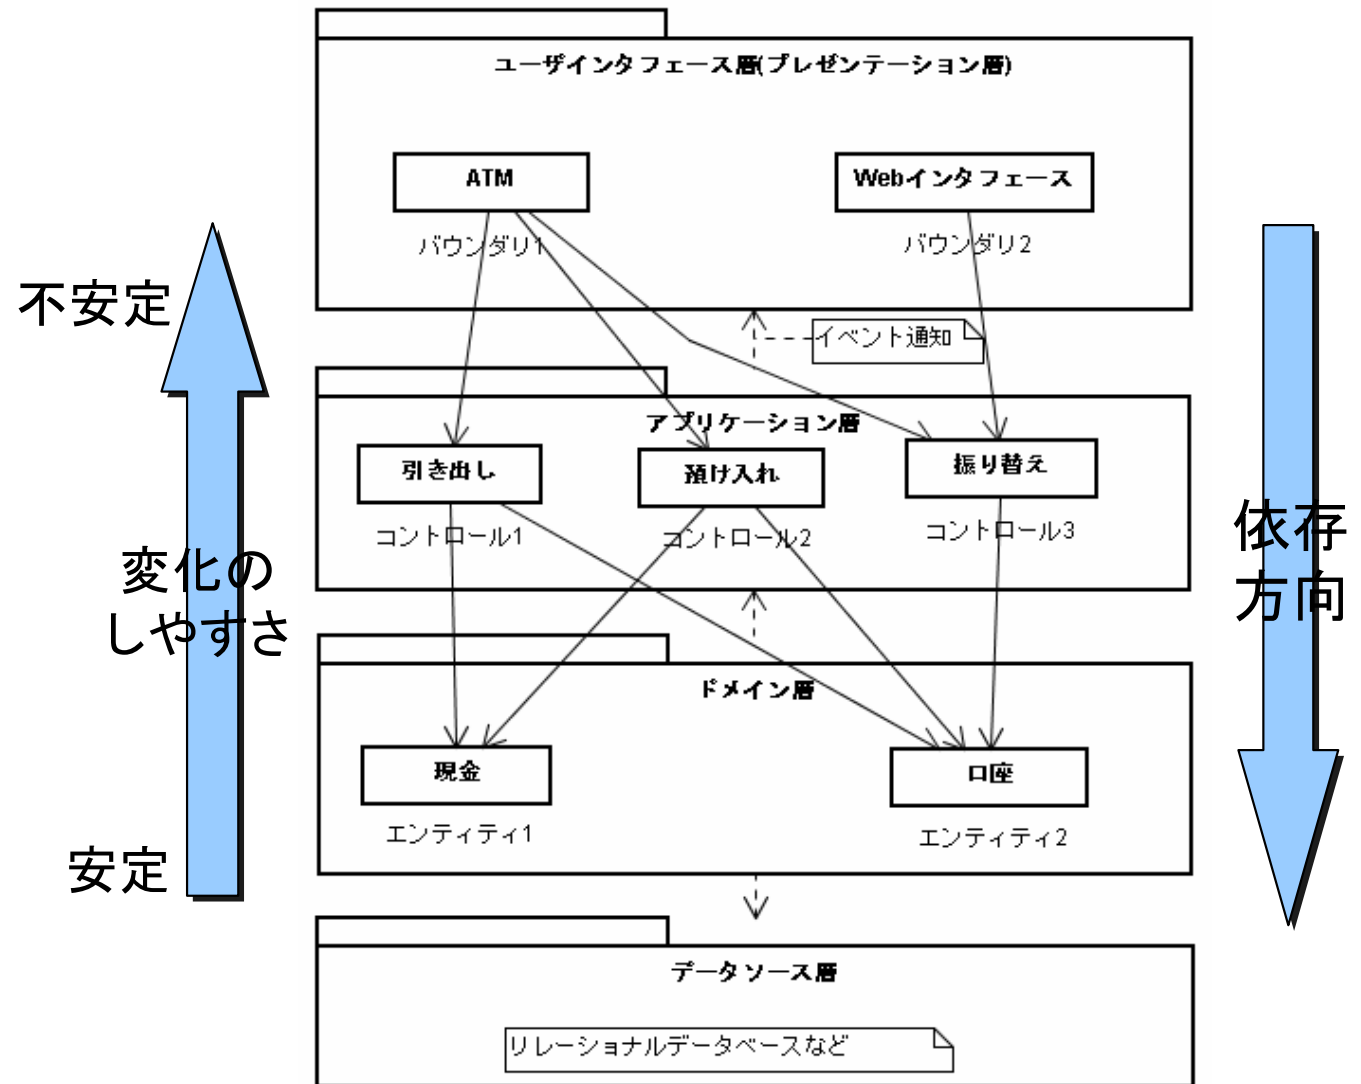 ユーザインタフェース層(プレゼンテーション層)
ATM
Webインタフェース
バウンダリ1
バウンダリ2
不安定
イベント通知
アプリケーション層
引き出し
預け入れ
振り替え
コントロール1
コントロール2
コントロール3
変化の
しやすさ
依存
方向
ドメイン層
現金
口座
エンティティ1
エンティティ2
安定
データソース層
リレーショナルデータベースなど